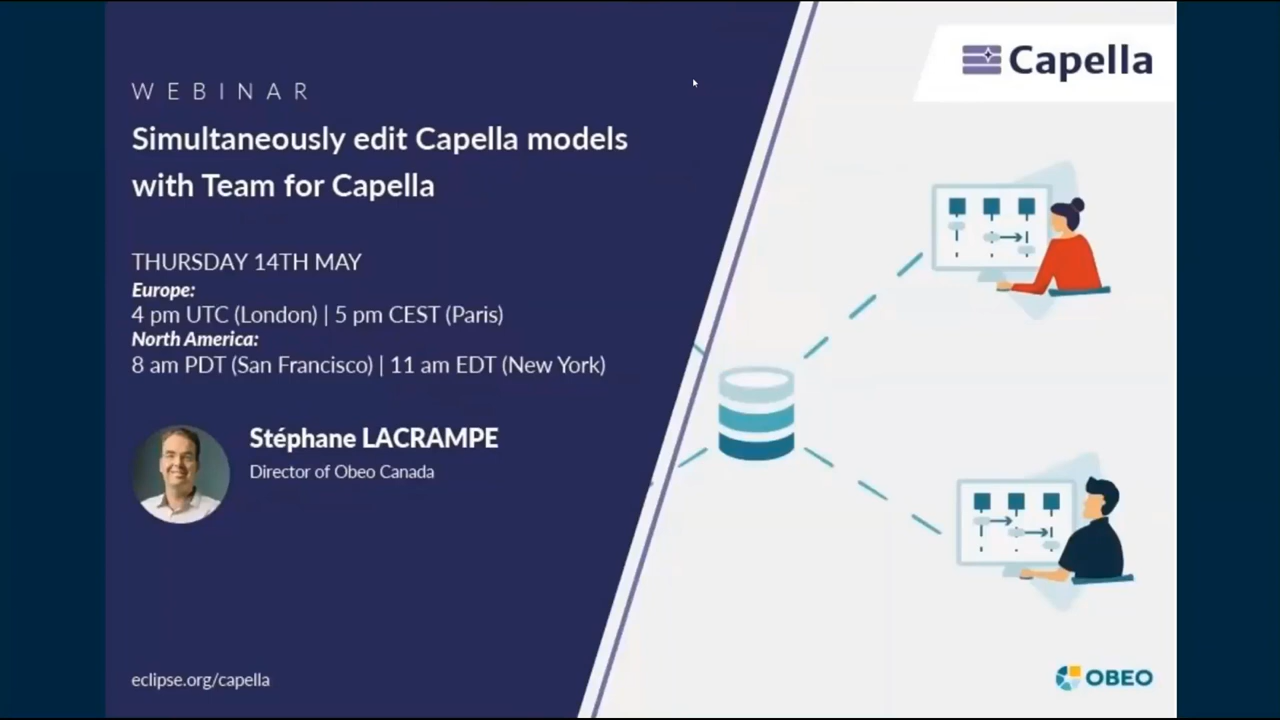 WEBINAR
Simultaneously edit Capella models
with Team for Capella
THURSDAY 14TH MAY
Europe:
4 pm UTC (London) | 5 pm CEST (Paris)
North America:
8 am PDT (San Francisco) | 11 am EDT (New York)
Stéphane LACRAMPE
Director of Obeo Canada
eclipse.org/capella
Capella
OBEO